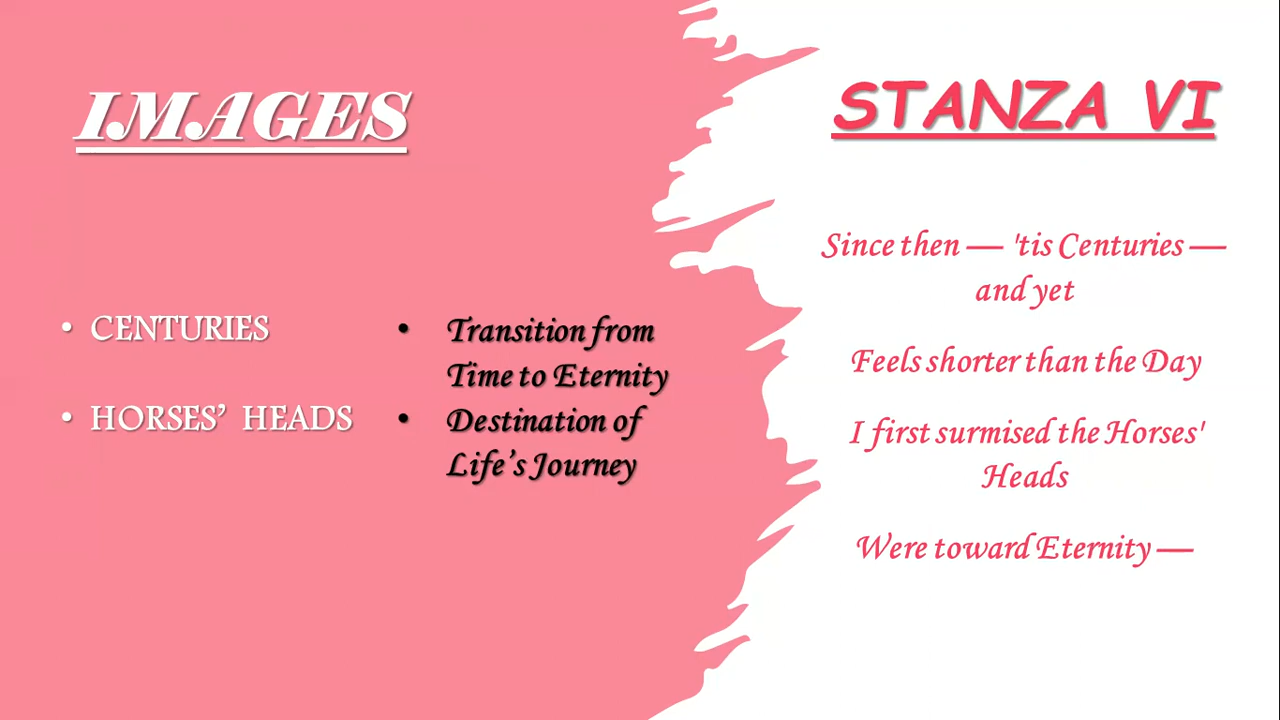 IMAGES
• CENTURIES
• HORSES’ HEADS
• Transition from
Time to Eternity
• Destination of
Life’s Journey
STANZA VI
Since then — 'tis Centuries —
and yet
Feels shorter than the Day
I first surmised the Horses'
Heads
Were toward Eternity —